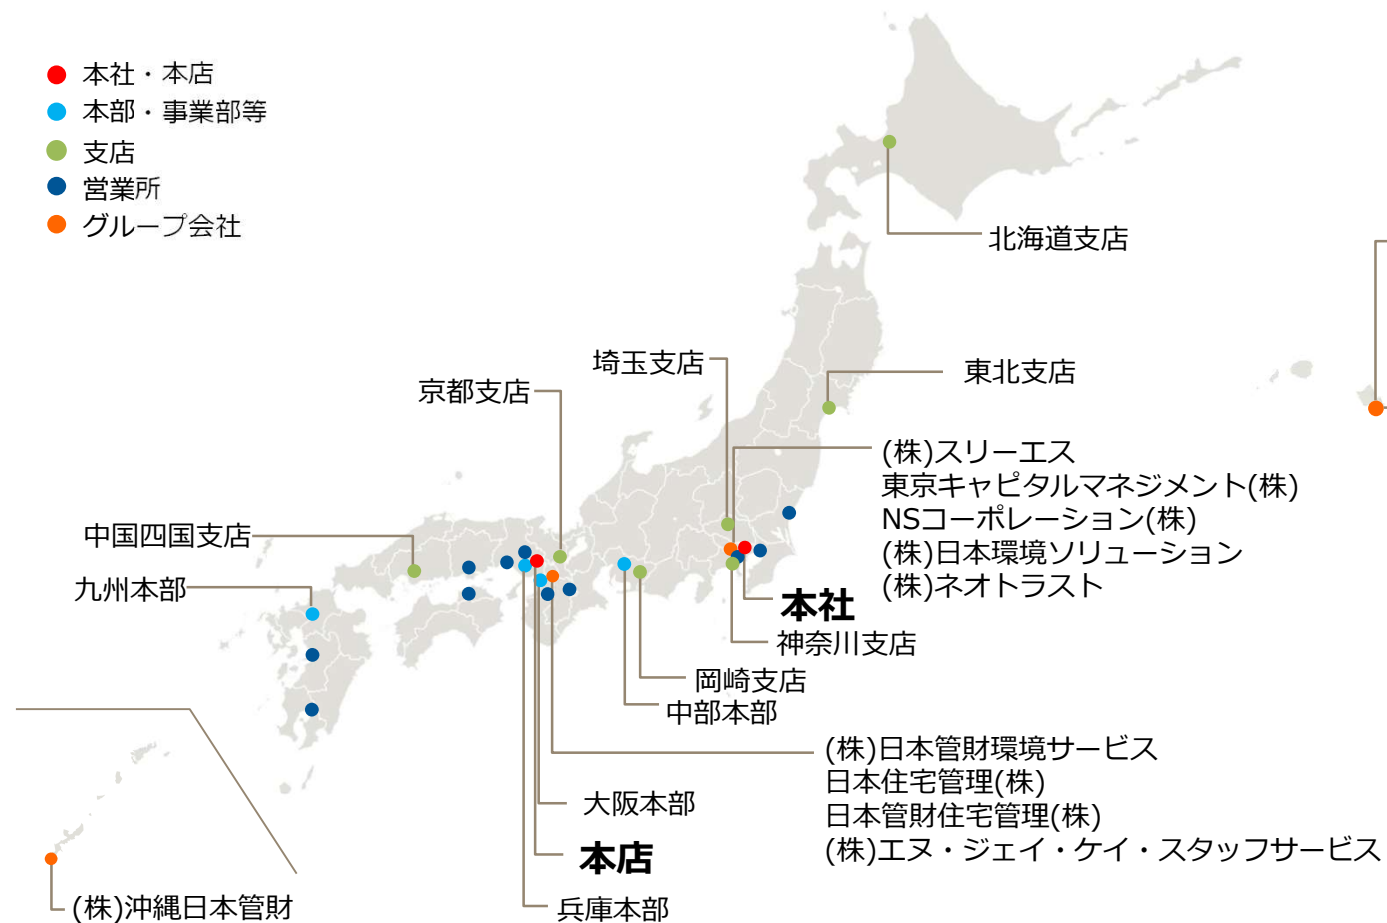 本社・本店
本部・事業部等
支店
営業所
グループ会社
北海道支店
埼玉支店
東北支店
京都支店
(株)スリーエス
東京キャピタルマネジメント(株)
NSコーポレーション(株)
(株)日本環境ソリューション
(株)ネオトラスト
中国四国支店
九州本部
本社
神奈川支店
岡崎支店
中部本部
(株)日本管財環境サービス
日本住宅管理(株)
日本管財住宅管理(株)
(株)エヌ・ジェイ・ケイ・スタッフサービス
大阪本部
本店
兵庫本部
(株)沖縄日本管財